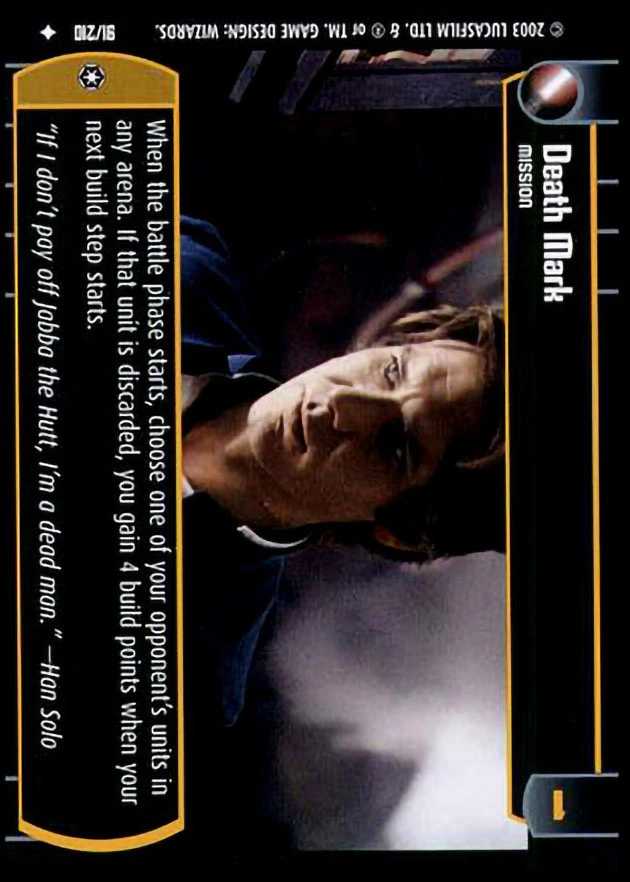 Death Mark
MISSION
1
When the battle phase starts, choose one of your opponent's units in
any arena. If that unit is discarded, you gain 4 build points when your
next build step starts.
"If I don't pay off Jabba the Hutt, I'm a dead man." —Han Solo
© 2003 LUCASFILM LTD. & ® or TM. GAME DESIGN: WIZARDS.
91/210